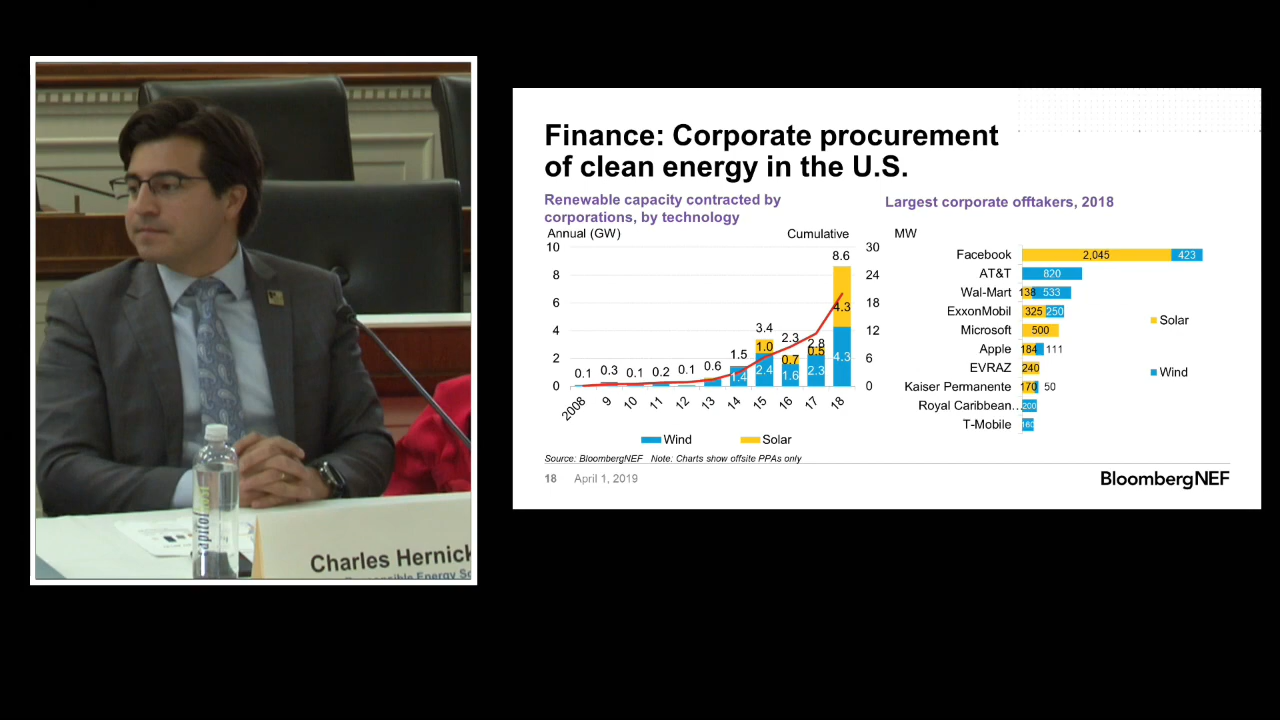 Finance: Corporate procurement
of clean energy in the U.S.
Renewable capacity contracted by
corporations, by technology
Annual (GW)
Cumulative
10
8
6
4
2
0
30
24
18
12
6
0
0.1
0.3
0.1
0.2
0.1
0.6
1.5
1.4
3.4
1.0
2.4
2.3
0.7
1.6
2.8
0.5
2.3
8.6
4.3
4.3
2008
9
10
11
12
13
14
15
16
17
18
Wind
Solar
Largest corporate offtakers, 2018
MW
Facebook 2,045 423
AT&T 820
Wal-Mart 138 533
ExxonMobil 325 250
Microsoft 500
Apple 184 111
EVRAZ 240
Kaiser Permanente 170 50
Royal Caribbean... 200
T-Mobile 160
Solar
Wind
Source: BloombergNEF Note: Charts show offsite PPAs only
18 April 1, 2019
BloombergNEF
Charles Hernick